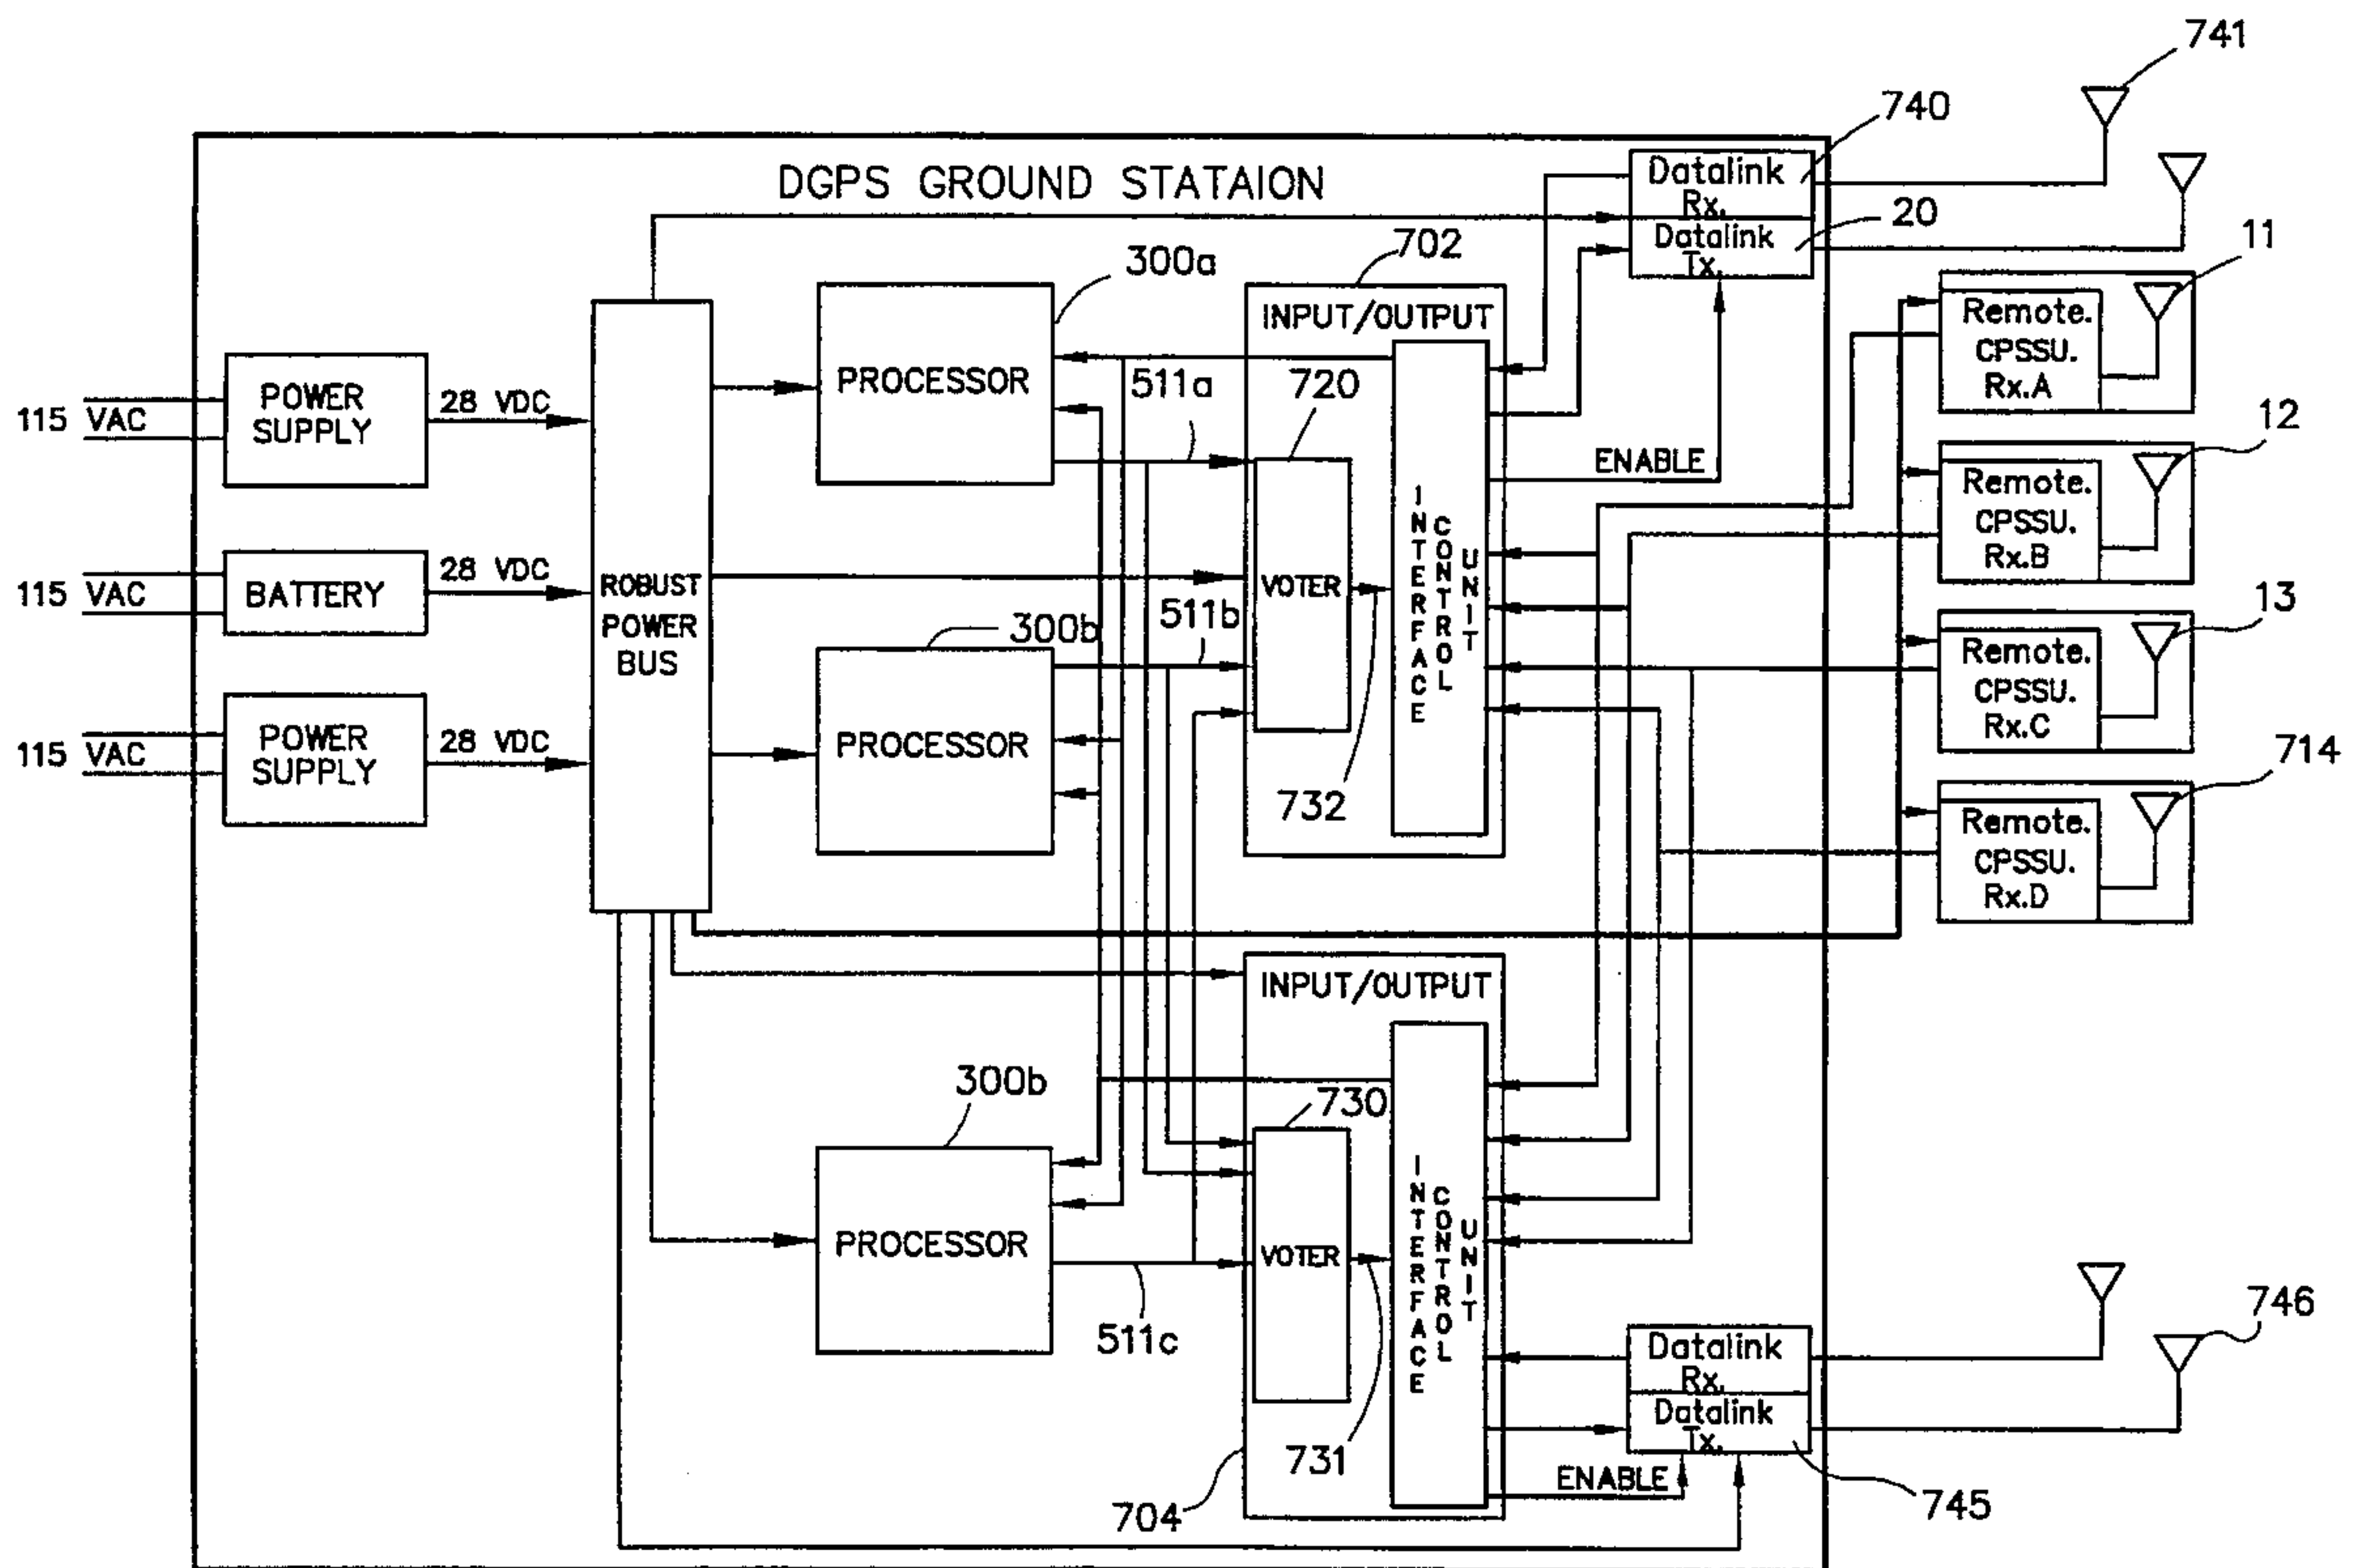 741
740
DGPS GROUND STATAION
Datalink
Rx.
20
Datalink
Tx.
11
300a
702
INPUT/OUTPUT
Remote.
CPSSU.
Rx.A
PROCESSOR
511a
720
POWER
SUPPLY
28 VDC
115 VAC
12
ENABLE
Remote.
CPSSU.
Rx.B
INTERFACE
CONTROL
UNIT
BATTERY
28 VDC
115 VAC
ROBUST
POWER
BUS
VOTER
511b
300b
13
Remote.
CPSSU.
Rx.C
POWER
SUPPLY
28 VDC
115 VAC
PROCESSOR
732
714
Remote.
CPSSU.
Rx.D
INPUT/OUTPUT
300b
730
INTERFACE
CONTROL
UNIT
PROCESSOR
VOTER
511c
731
746
Datalink
Rx.
Datalink
Tx.
ENABLE
704
745